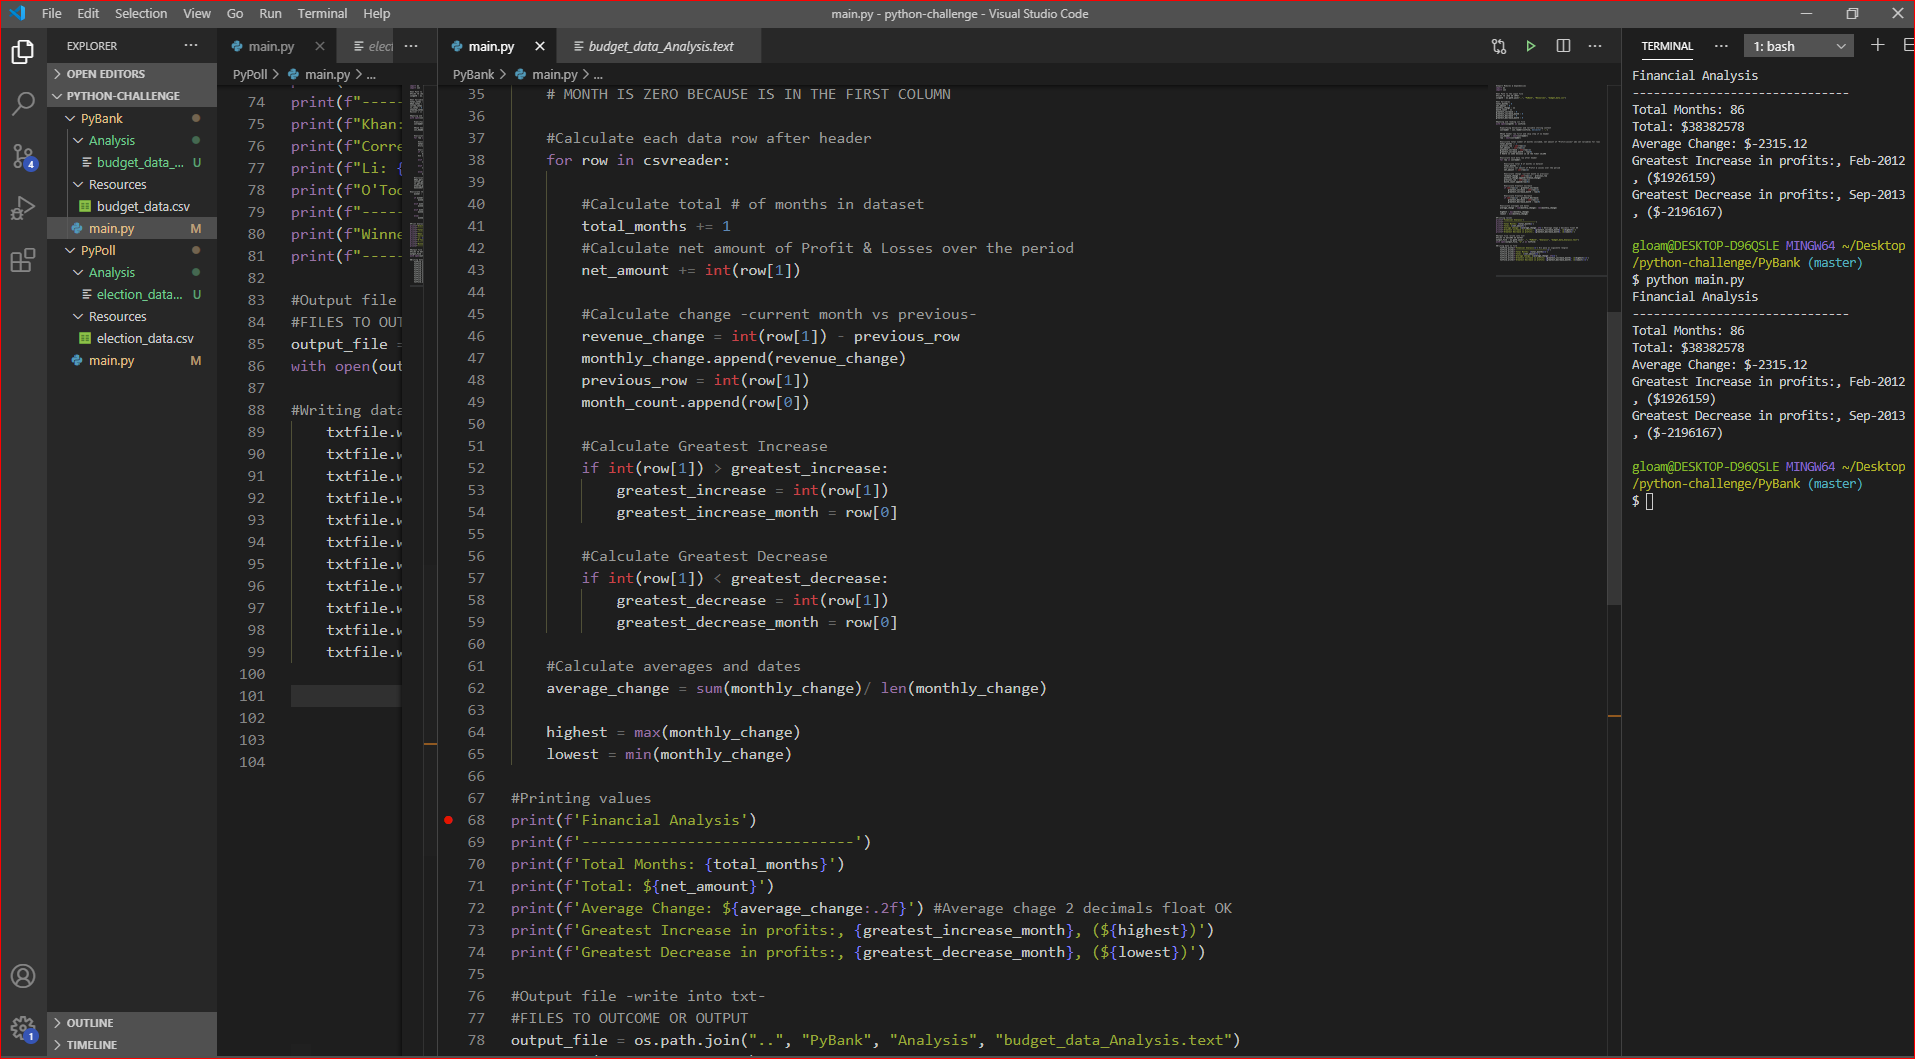 File Edit Selection View Go Run Terminal Help
main.py - python-challenge - Visual Studio Code
EXPLORER
OPEN EDITORS
PYTHON-CHALLENGE
PyBank
Analysis
budget_data_... U
Resources
budget_data.csv
main.py M
PyPoll
Analysis
election_data... U
Resources
election_data.csv
main.py M
4
1
OUTLINE
TIMELINE
main.py
elect
PyPoll > main.py > ...
74 print(f"-----
75 print(f"Khan:
76 print(f"Corre
77 print(f"Li: {
78 print(f"O'Too
79 print(f"-----
80 print(f"Winne
81 print(f"-----
82
83 #Output file
84 #FILES TO OUT
85 output_file =
86 with open(out
87
88 #Writing data
89 txtfile.w
90 txtfile.w
91 txtfile.w
92 txtfile.w
93 txtfile.w
94 txtfile.w
95 txtfile.w
96 txtfile.w
97 txtfile.w
98 txtfile.w
99 txtfile.w
100
101
102
103
104
main.py
budget_data_Analysis.text
PyBank > main.py > ...
35 # MONTH IS ZERO BECAUSE IS IN THE FIRST COLUMN
36
37 #Calculate each data row after header
38 for row in csvreader:
39
40 #Calculate total # of months in dataset
41 total_months += 1
42 #Calculate net amount of Profit & Losses over the period
43 net_amount += int(row[1])
44
45 #Calculate change -current month vs previous-
46 revenue_change = int(row[1]) - previous_row
47 monthly_change.append(revenue_change)
48 previous_row = int(row[1])
49 month_count.append(row[0])
50
51 #Calculate Greatest Increase
52 if int(row[1]) > greatest_increase:
53 greatest_increase = int(row[1])
54 greatest_increase_month = row[0]
55
56 #Calculate Greatest Decrease
57 if int(row[1]) < greatest_decrease:
58 greatest_decrease = int(row[1])
59 greatest_decrease_month = row[0]
60
61 #Calculate averages and dates
62 average_change = sum(monthly_change)/ len(monthly_change)
63
64 highest = max(monthly_change)
65 lowest = min(monthly_change)
66
67 #Printing values
68 print(f'Financial Analysis')
69 print(f'-------------------------------')
70 print(f'Total Months: {total_months}')
71 print(f'Total: ${net_amount}')
72 print(f'Average Change: ${average_change:.2f}') #Average chage 2 decimals float OK
73 print(f'Greatest Increase in profits:, {greatest_increase_month}, (${highest})')
74 print(f'Greatest Decrease in profits:, {greatest_decrease_month}, (${lowest})')
75
76 #Output file -write into txt-
77 #FILES TO OUTCOME OR OUTPUT
78 output_file = os.path.join("..", "PyBank", "Analysis", "budget_data_Analysis.text")
TERMINAL ... 1: bash
Financial Analysis
-------------------------------
Total Months: 86
Total: $38382578
Average Change: $-2315.12
Greatest Increase in profits:, Feb-2012
, ($1926159)
Greatest Decrease in profits:, Sep-2013
, ($-2196167)
gloam@DESKTOP-D96QSLE MINGW64 ~/Desktop
/python-challenge/PyBank (master)
$ python main.py
Financial Analysis
-------------------------------
Total Months: 86
Total: $38382578
Average Change: $-2315.12
Greatest Increase in profits:, Feb-2012
, ($1926159)
Greatest Decrease in profits:, Sep-2013
, ($-2196167)
gloam@DESKTOP-D96QSLE MINGW64 ~/Desktop
/python-challenge/PyBank (master)
$